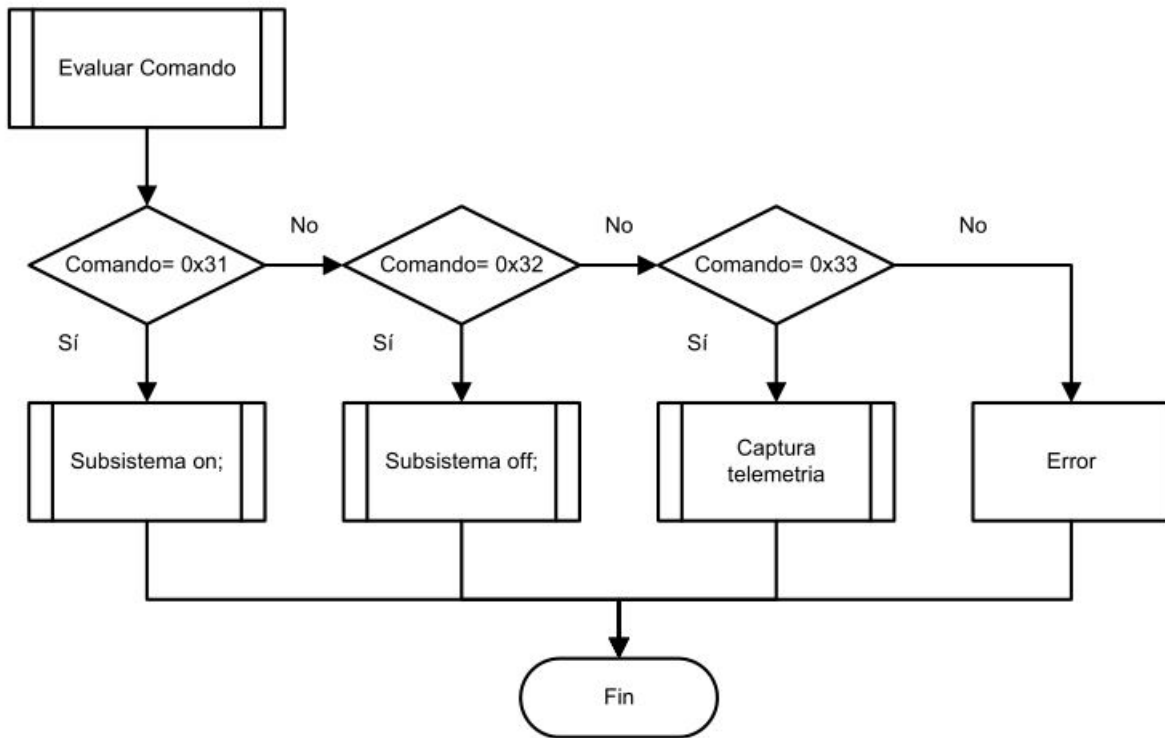 Evaluar Comando
No
No
No
Comando= 0x31
Comando= 0x32
Comando= 0x33
Sí
Sí
Sí
Subsistema on;
Subsistema off;
Captura
telemetria
Error
Fin